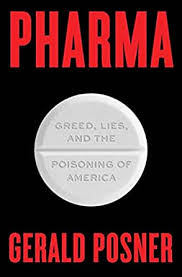 PHARMA
GREED, LIES,
AND THE
POISONING OF
AMERICA
GERALD POSNER